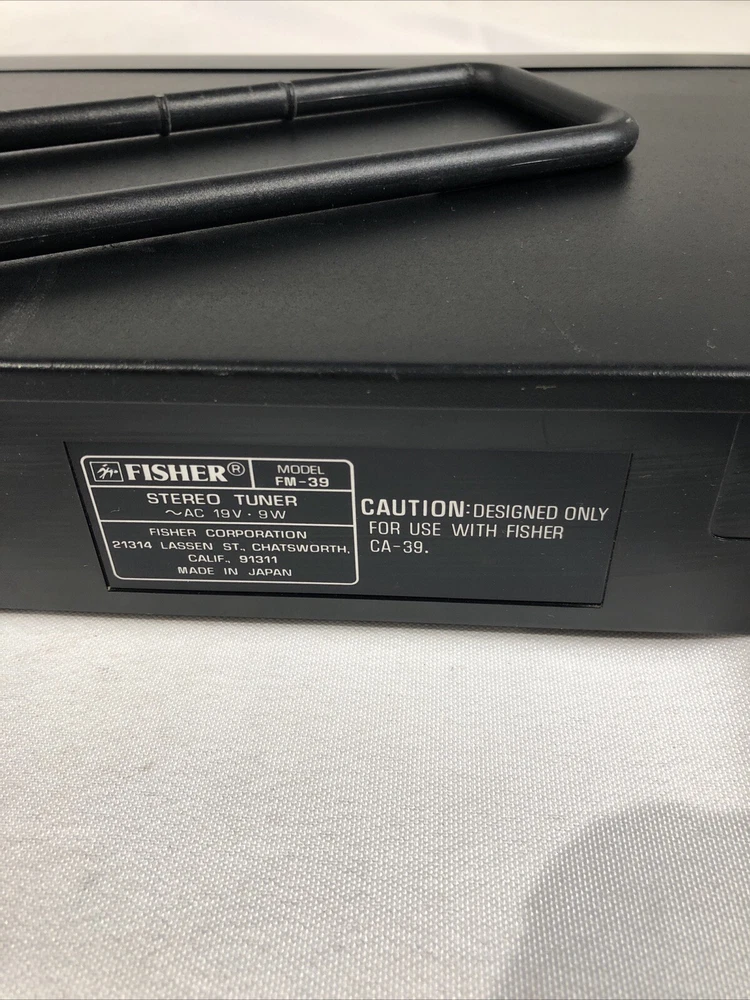 FISHER® MODEL FM-39
STEREO TUNER
~AC 19V · 9W
FISHER CORPORATION
21314 LASSEN ST., CHATSWORTH,
CALIF., 91311
MADE IN JAPAN
CAUTION: DESIGNED ONLY
FOR USE WITH FISHER
CA-39.